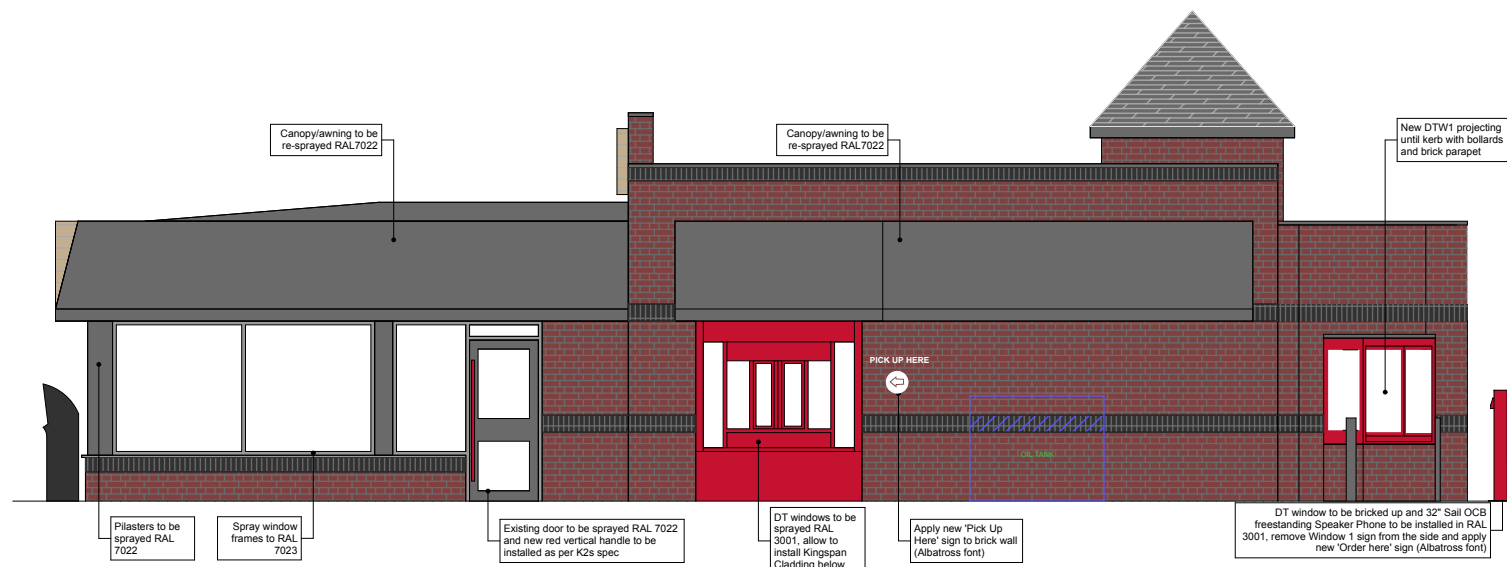 Canopy/awning to be
re-sprayed RAL7022
Canopy/awning to be
re-sprayed RAL7022
New DTW1 projecting
until kerb with bollards
and brick parapet
PICK UP HERE
OIL TANK
Pilasters to be
sprayed RAL
7022
Spray window
frames to RAL
7023
Existing door to be sprayed RAL 7022
and new red vertical handle to be
installed as per K2s spec
DT windows to be
sprayed RAL
3001, allow to
install Kingspan
Cladding below
Apply new 'Pick Up
Here' sign to brick wall
(Albatross font)
DT window to be bricked up and 32" Sail OCB
freestanding Speaker Phone to be installed in RAL
3001, remove Window 1 sign from the side and apply
new 'Order here' sign (Albatross font)